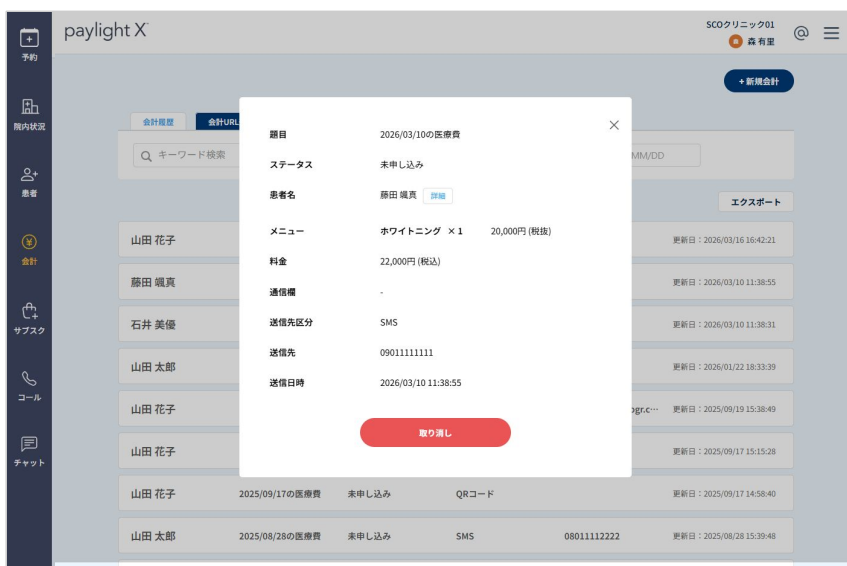 paylight X
SCOクリニック01
森 有里
予約
院内状況
患者
会計
サブスク
コール
チャット
+ 新規会計
会計履歴
会計URL
キーワード検索
MM/DD
エクスポート
題目 2026/03/10の医療費
ステータス 未申し込み
患者名 藤田 颯真 詳細
メニュー ホワイトニング × 1 20,000円 (税抜)
料金 22,000円 (税込)
通信欄 -
送信先区分 SMS
送信先 09011111111
送信日時 2026/03/10 11:38:55
取り消し
山田 花子 更新日：2026/03/16 16:42:21
藤田 颯真 更新日：2026/03/10 11:38:55
石井 美優 更新日：2026/03/10 11:38:31
山田 太郎 更新日：2026/01/22 18:33:39
山田 花子 ogr.c… 更新日：2025/09/19 15:38:49
山田 花子 更新日：2025/09/17 15:15:28
山田 花子 2025/09/17の医療費 未申し込み QRコード 更新日：2025/09/17 14:58:40
山田 太郎 2025/08/28の医療費 未申し込み SMS 08011112222 更新日：2025/08/28 15:39:48